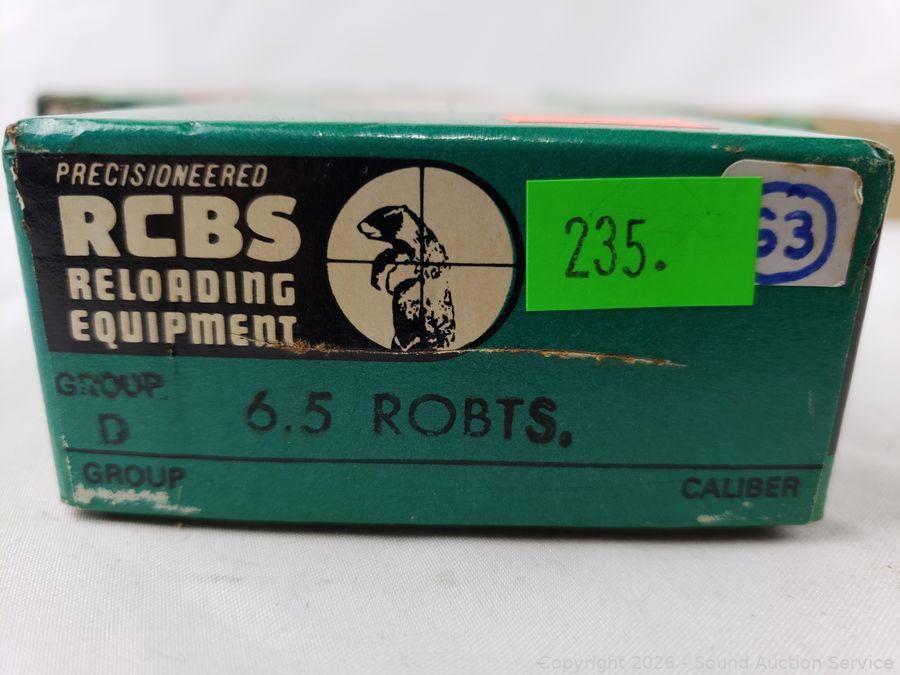 PRECISIONEERED
RCBS
RELOADING
EQUIPMENT
235.
63
GROUP
D
6.5 ROBTS.
GROUP
CALIBER
Copyright 2026 - Sound Auction Service